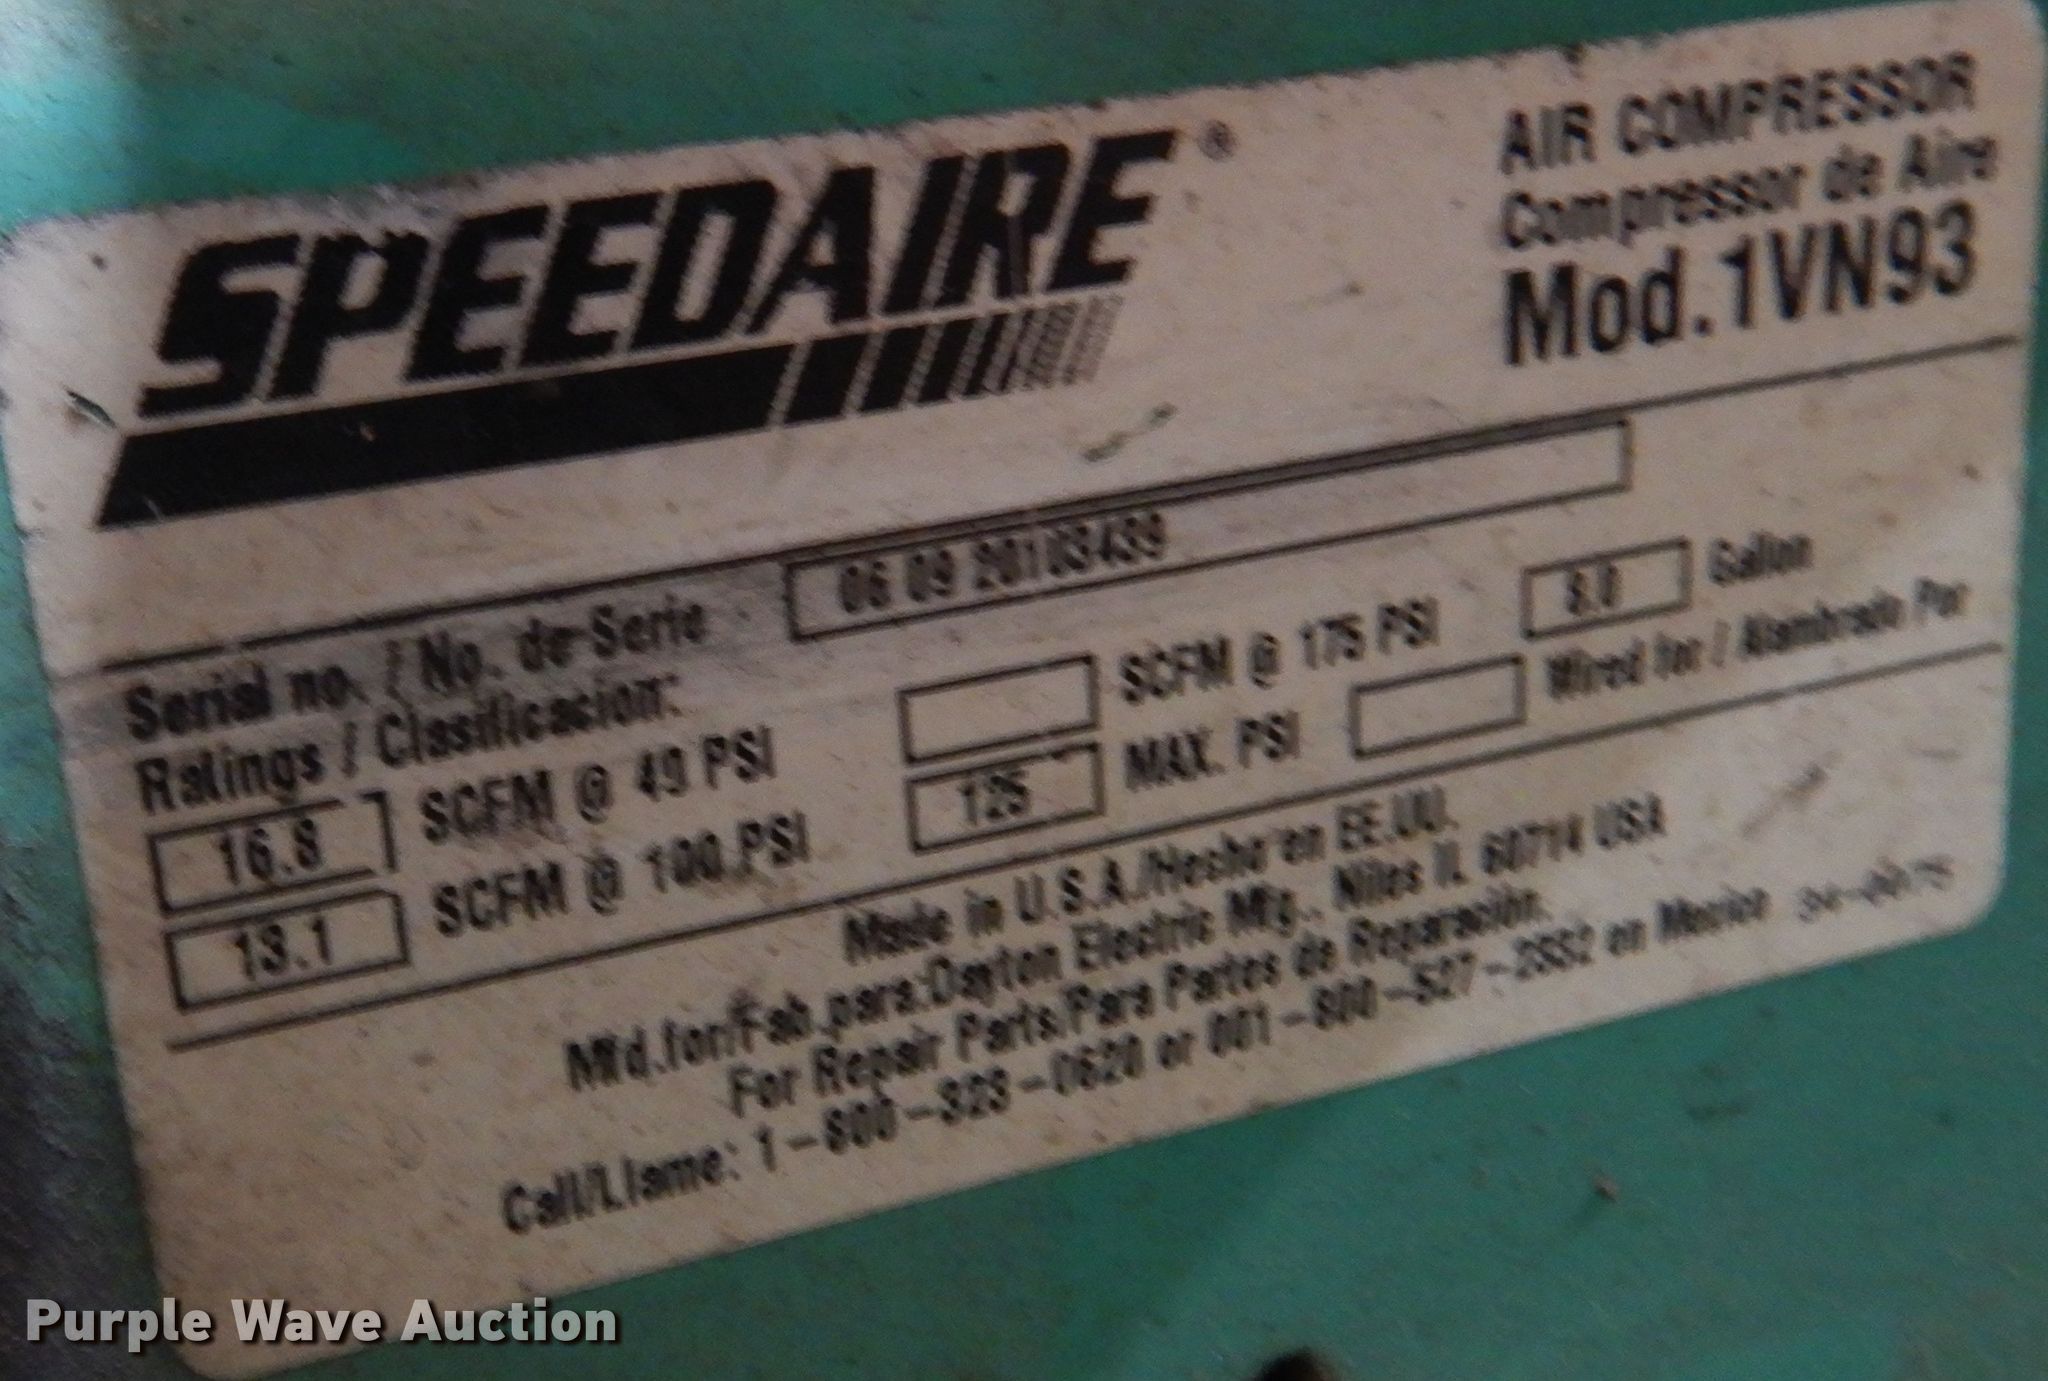 SPEEDAIRE®
AIR COMPRESSOR
Compressor de Aire
Mod.1VN93
Serial no. / No. de Serie 06 09 20103439
Ratings / Clasificacion:
16.8 SCFM @ 40 PSI SCFM @ 175 PSI 8.0 Gallon
13.1 SCFM @ 100 PSI 125 MAX. PSI Wired for / Alambrado Por
Made in U.S.A./Hecho en EE.UU.
Mfd.for/Fab.para:Dayton Electric Mfg., Niles IL 60714 USA
For Repair Parts/Para Partes de Reparación.
Call/Llame: 1-800-323-0620 or 001-800-527-2332 en Mexico
Purple Wave Auction